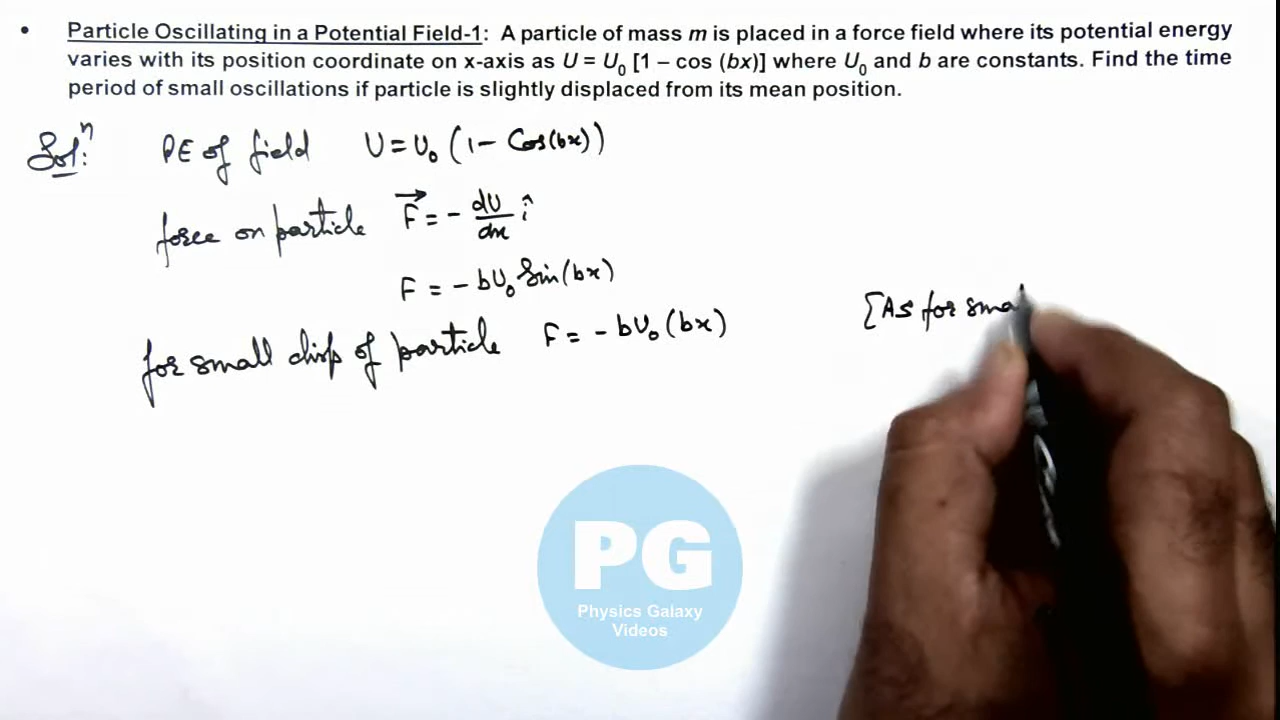 • Particle Oscillating in a Potential Field-1: A particle of mass m is placed in a force field where its potential energy
varies with its position coordinate on x-axis as U = U₀ [1 – cos (bx)] where U₀ and b are constants. Find the time
period of small oscillations if particle is slightly displaced from its mean position.
Solⁿ: PE of field U = U₀ (1 - Cos(bx))
force on particle F⃗ = - dU/dx î
F = - bU₀ Sin(bx)
for small disp of particle F = - bU₀ (bx) [As for smal
PG
Physics Galaxy
Videos